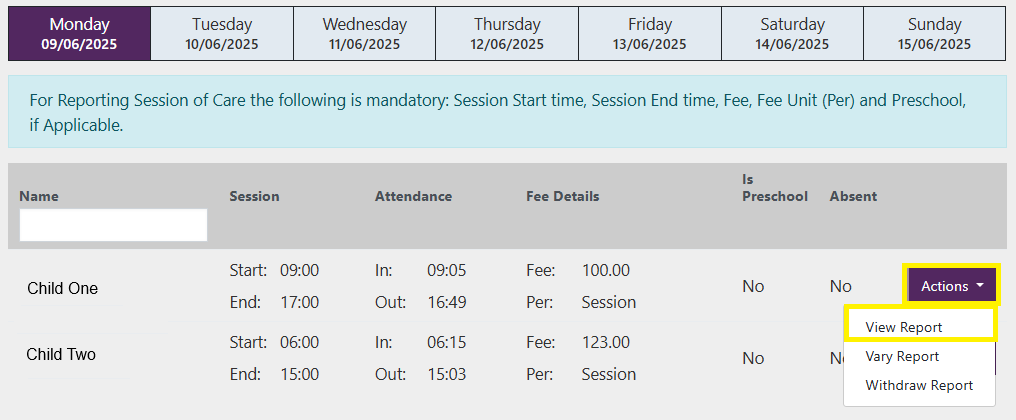 Monday Tuesday Wednesday Thursday Friday Saturday Sunday
09/06/2025 10/06/2025 11/06/2025 12/06/2025 13/06/2025 14/06/2025 15/06/2025
For Reporting Session of Care the following is mandatory: Session Start time, Session End time, Fee, Fee Unit (Per) and Preschool,
if Applicable.
Name Session Attendance Fee Details Is Preschool Absent
Start: 09:00 In: 09:05 Fee: 100.00
Child One No No Actions
End: 17:00 Out: 16:49 Per: Session
View Report
Start: 06:00 In: 06:15 Fee: 123.00
Child Two No
Vary Report
End: 15:00 Out: 15:03 Per: Session
Withdraw Report